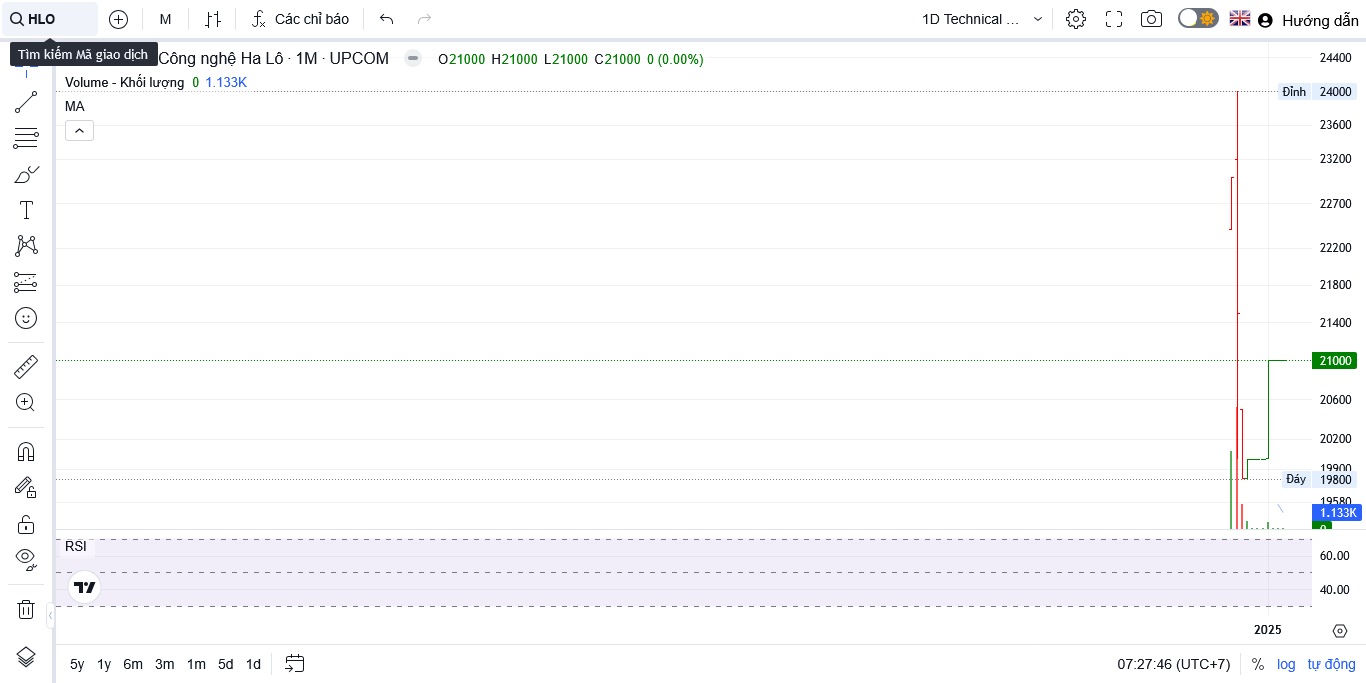 HLO
M
Các chỉ báo
1D Technical ...
Hướng dẫn
Tìm kiếm Mã giao dịch
Công nghệ Ha Lô · 1M · UPCOM
O21000 H21000 L21000 C21000 0 (0.00%)
Volume - Khối lượng 0 1.133K
MA
24400
Đỉnh 24000
23600
23200
22700
22200
21800
21400
21000
20600
20200
19900
Đáy 19800
19580
1.133K
0
RSI
60.00
40.00
2025
5y 1y 6m 3m 1m 5d 1d
07:27:46 (UTC+7)
% log tự động